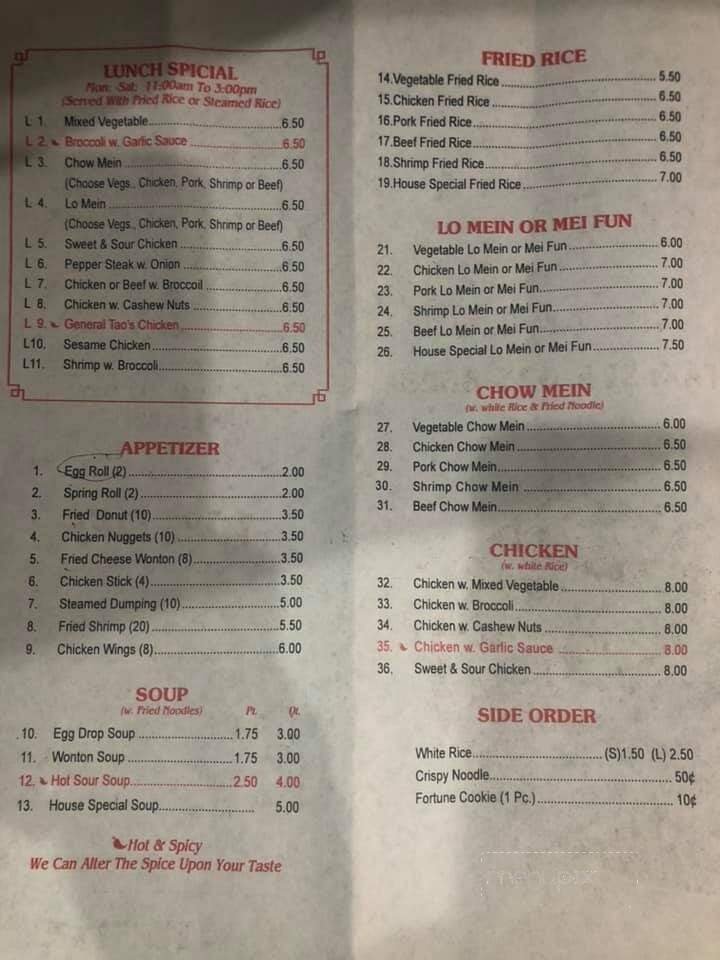 LUNCH SPICIAL
Mon: Sat: 11:00am To 3:00pm
(Served With Fried Rice or Steamed Rice)
L 1. Mixed Vegetable 6.50
L 2. Broccoli w. Garlic Sauce 6.50
L 3. Chow Mein 6.50
(Choose Vegs., Chicken, Pork, Shrimp or Beef)
L 4. Lo Mein 6.50
(Choose Vegs., Chicken, Pork, Shrimp or Beef)
L 5. Sweet & Sour Chicken 6.50
L 6. Pepper Steak w. Onion 6.50
L 7. Chicken or Beef w. Broccoil 6.50
L 8. Chicken w. Cashew Nuts 6.50
L 9. General Tao's Chicken 6.50
L10. Sesame Chicken 6.50
L11. Shrimp w. Broccoli 6.50
APPETIZER
1. Egg Roll (2) 2.00
2. Spring Roll (2) 2.00
3. Fried Donut (10) 3.50
4. Chicken Nuggets (10) 3.50
5. Fried Cheese Wonton (8) 3.50
6. Chicken Stick (4) 3.50
7. Steamed Dumping (10) 5.00
8. Fried Shrimp (20) 5.50
9. Chicken Wings (8) 6.00
SOUP
(w. Fried Noodles) Pt. Qt.
10. Egg Drop Soup 1.75 3.00
11. Wonton Soup 1.75 3.00
12. Hot Sour Soup 2.50 4.00
13. House Special Soup 5.00
Hot & Spicy
We Can Alter The Spice Upon Your Taste
FRIED RICE
14. Vegetable Fried Rice 5.50
15. Chicken Fried Rice 6.50
16. Pork Fried Rice 6.50
17. Beef Fried Rice 6.50
18. Shrimp Fried Rice 6.50
19. House Special Fried Rice 7.00
LO MEIN OR MEI FUN
21. Vegetable Lo Mein or Mei Fun 6.00
22. Chicken Lo Mein or Mei Fun 7.00
23. Pork Lo Mein or Mei Fun 7.00
24. Shrimp Lo Mein or Mei Fun 7.00
25. Beef Lo Mein or Mei Fun 7.00
26. House Special Lo Mein or Mei Fun 7.50
CHOW MEIN
(w. white Rice & Fried Noodle)
27. Vegetable Chow Mein 6.00
28. Chicken Chow Mein 6.50
29. Pork Chow Mein 6.50
30. Shrimp Chow Mein 6.50
31. Beef Chow Mein 6.50
CHICKEN
(w. white Rice)
32. Chicken w. Mixed Vegetable 8.00
33. Chicken w. Broccoli 8.00
34. Chicken w. Cashew Nuts 8.00
35. Chicken w. Garlic Sauce 8.00
36. Sweet & Sour Chicken 8.00
SIDE ORDER
White Rice (S)1.50 (L) 2.50
Crispy Noodle 50¢
Fortune Cookie (1 Pc.) 10¢